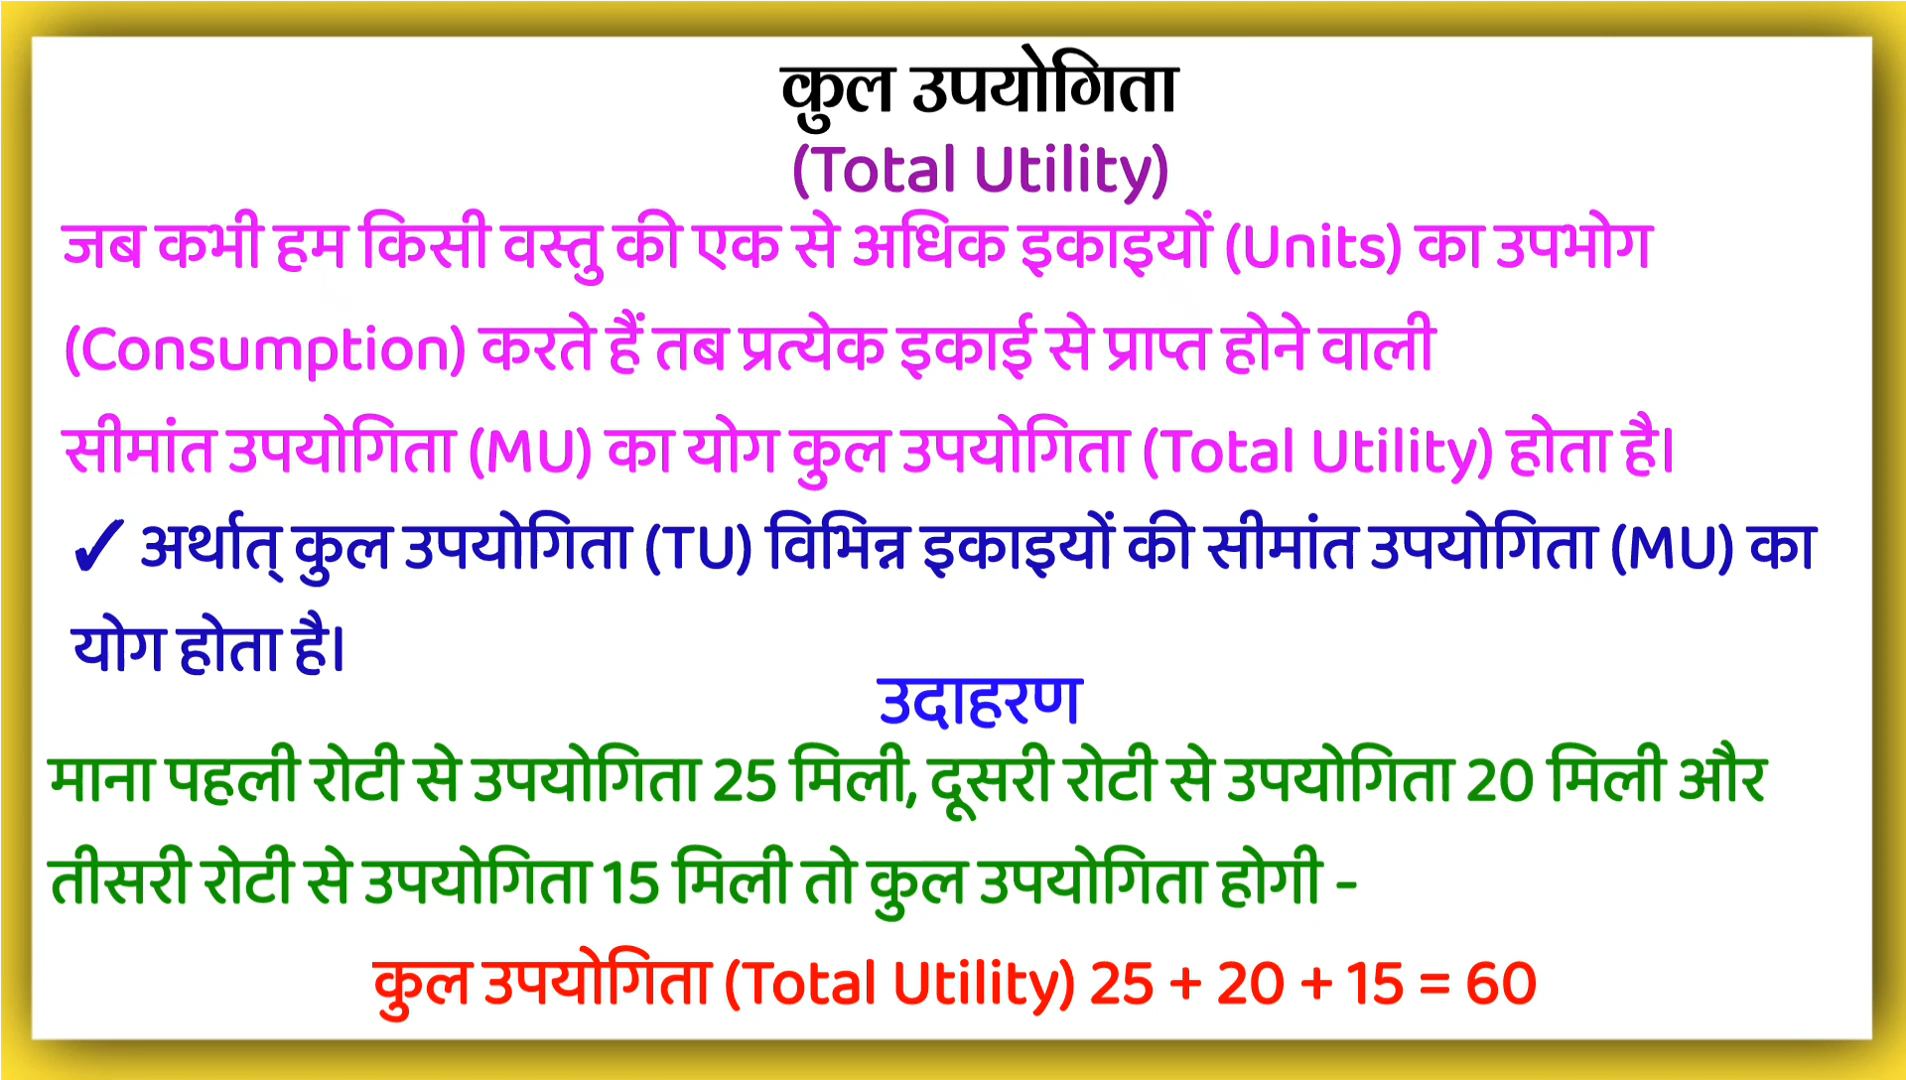 कुल उपयोगिता
(Total Utility)
जब कभी हम किसी वस्तु की एक से अधिक इकाइयों (Units) का उपभोग
(Consumption) करते हैं तब प्रत्येक इकाई से प्राप्त होने वाली
सीमांत उपयोगिता (MU) का योग कुल उपयोगिता (Total Utility) होता है।
✓ अर्थात् कुल उपयोगिता (TU) विभिन्न इकाइयों की सीमांत उपयोगिता (MU) का
योग होता है।
उदाहरण
माना पहली रोटी से उपयोगिता 25 मिली, दूसरी रोटी से उपयोगिता 20 मिली और
तीसरी रोटी से उपयोगिता 15 मिली तो कुल उपयोगिता होगी -
कुल उपयोगिता (Total Utility) 25 + 20 + 15 = 60